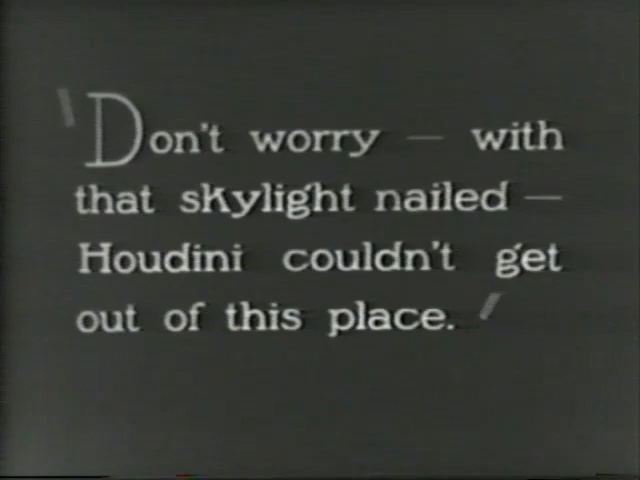 'Don't worry — with
that skylight nailed —
Houdini couldn't get
out of this place.'